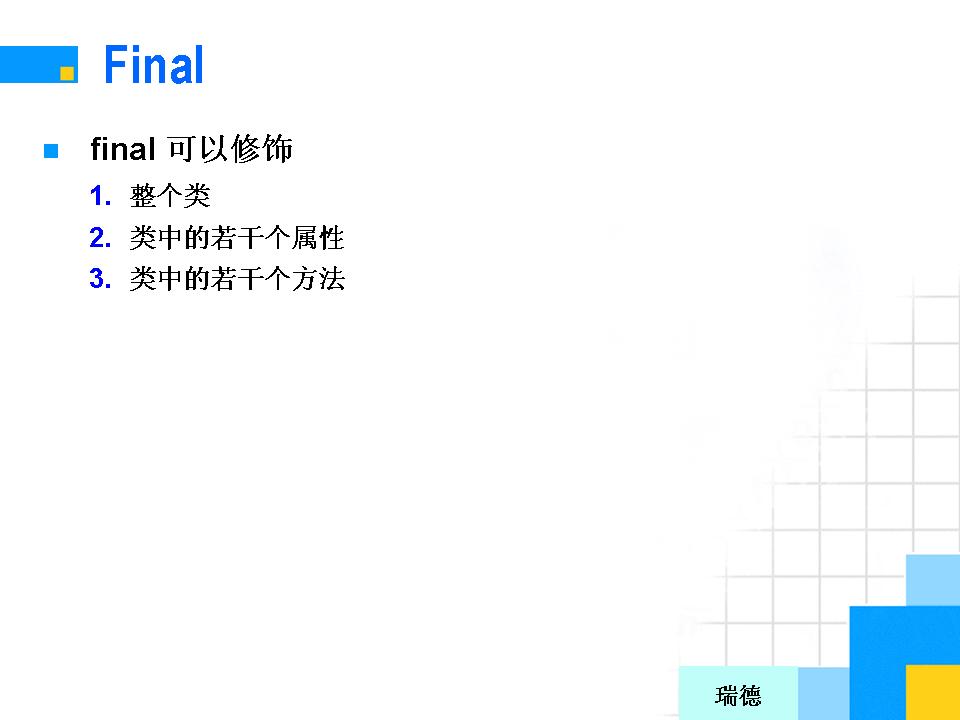 Final
final 可以修饰
1. 整个类
2. 类中的若干个属性
3. 类中的若干个方法
瑞德